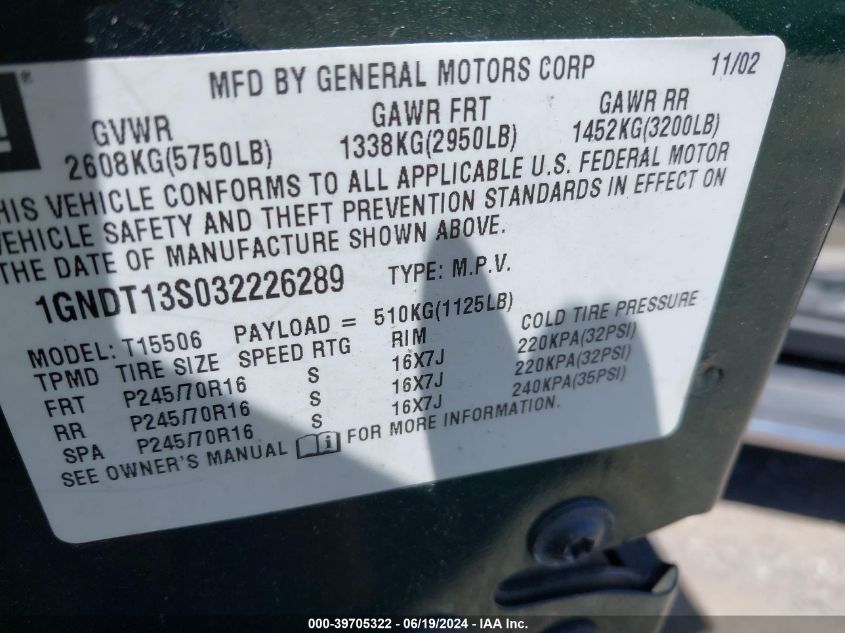 MFD BY GENERAL MOTORS CORP 11/02
GVWR GAWR FRT GAWR RR
2608KG(5750LB) 1338KG(2950LB) 1452KG(3200LB)
HIS VEHICLE CONFORMS TO ALL APPLICABLE U.S. FEDERAL MOTOR
VEHICLE SAFETY AND THEFT PREVENTION STANDARDS IN EFFECT ON
THE DATE OF MANUFACTURE SHOWN ABOVE.
1GNDT13S032226289 TYPE: M.P.V.
MODEL: T15506 PAYLOAD = 510KG(1125LB)
TPMD TIRE SIZE SPEED RTG RIM COLD TIRE PRESSURE
FRT P245/70R16 S 16X7J 220KPA(32PSI)
RR P245/70R16 S 16X7J 220KPA(32PSI)
SPA P245/70R16 S 16X7J 240KPA(35PSI)
SEE OWNER'S MANUAL FOR MORE INFORMATION.
000-39705322 - 06/19/2024 - IAA Inc.